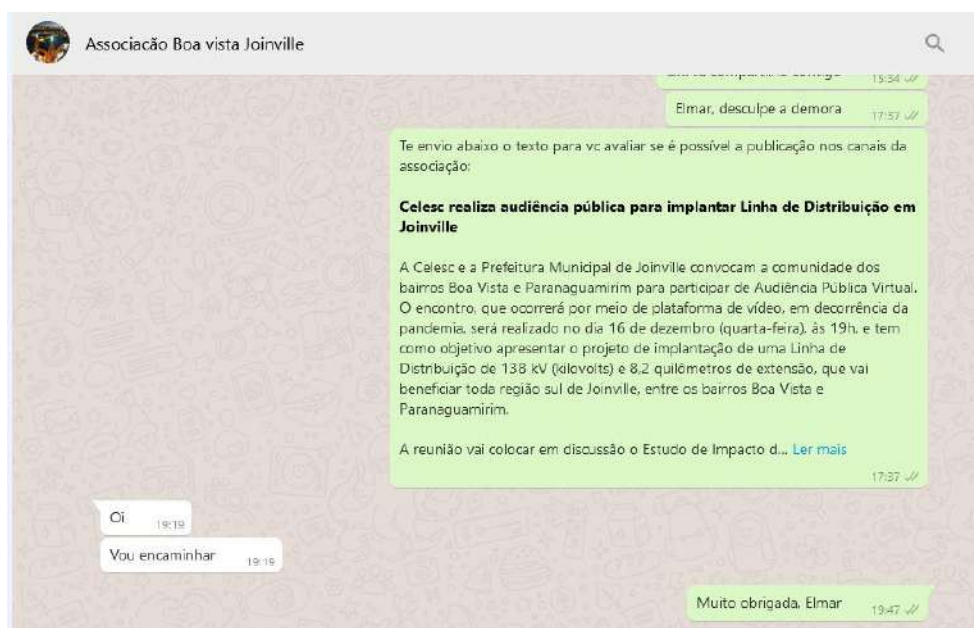 Associacão Boa vista Joinville
15:34
Elmar, desculpe a demora
17:37
Te envio abaixo o texto para vc avaliar se é possível a publicação nos canais da
associação:
Celesc realiza audiência pública para implantar Linha de Distribuição em
Joinville
A Celesc e a Prefeitura Municipal de Joinville convocam a comunidade dos
bairros Boa Vista e Paranaguamirim para participar de Audiência Pública Virtual.
O encontro, que ocorrerá por meio de plataforma de vídeo, em decorrência da
pandemia, será realizado no dia 16 de dezembro (quarta-feira), às 19h, e tem
como objetivo apresentar o projeto de implantação de uma Linha de
Distribuição de 138 kV (kilovolts) e 8,2 quilômetros de extensão, que vai
beneficiar toda região sul de Joinville, entre os bairros Boa Vista e
Paranaguamirim.
A reunião vai colocar em discussão o Estudo de Impacto d... Ler mais
17:37
Oi
19:19
Vou encaminhar
19:19
Muito obrigada, Elmar
19:47